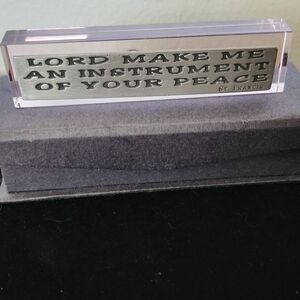 LORD MAKE ME
AN INSTRUMENT
OF YOUR PEACE
ST. FRANCIS